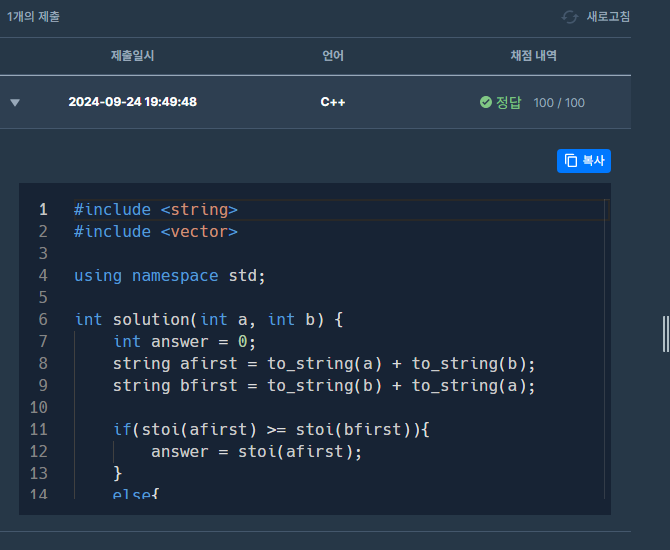 1개의 제출 새로고침
제출일시 언어 채점 내역
2024-09-24 19:49:48 C++ 정답 100 / 100
복사
1 #include <string>
2 #include <vector>
3
4 using namespace std;
5
6 int solution(int a, int b) {
7 int answer = 0;
8 string afirst = to_string(a) + to_string(b);
9 string bfirst = to_string(b) + to_string(a);
10
11 if(stoi(afirst) >= stoi(bfirst)){
12 answer = stoi(afirst);
13 }
14 else{